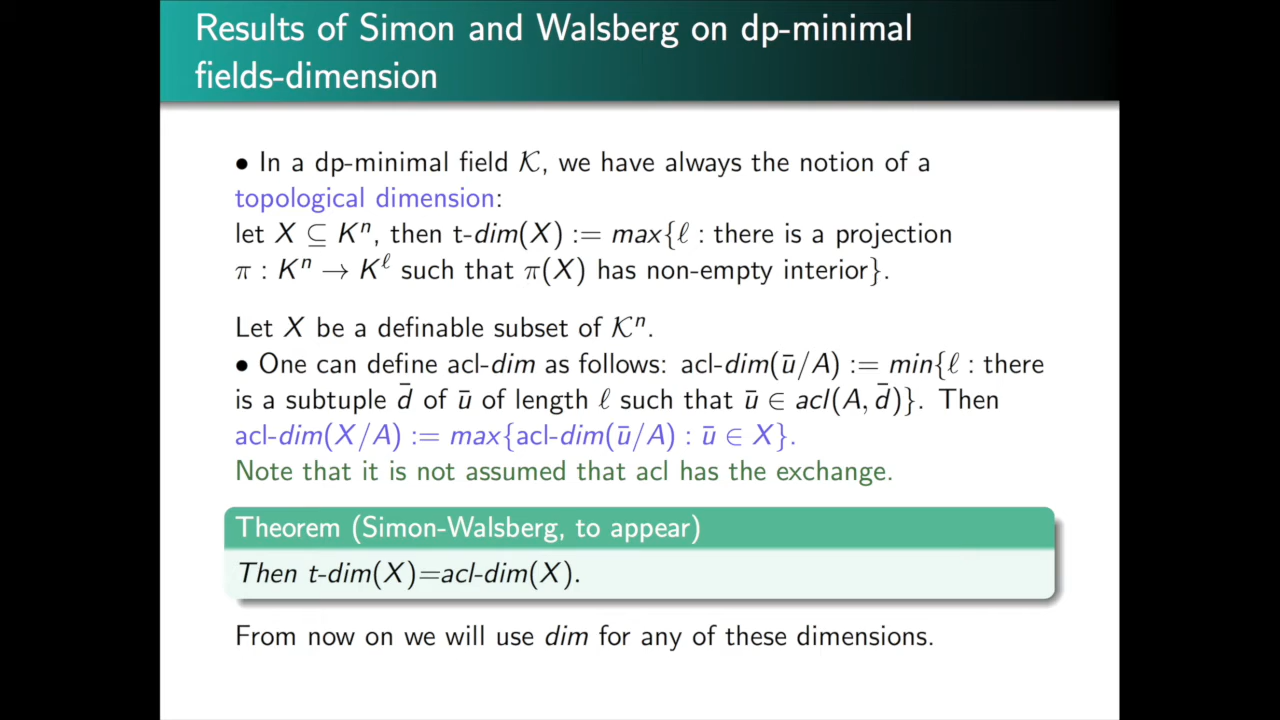 Results of Simon and Walsberg on dp-minimal
fields-dimension
• In a dp-minimal field 𝒦, we have always the notion of a
topological dimension:
let X ⊆ Kⁿ, then t-dim(X) := max{ℓ : there is a projection
π : Kⁿ → K^ℓ such that π(X) has non-empty interior}.
Let X be a definable subset of 𝒦ⁿ.
• One can define acl-dim as follows: acl-dim(ū/A) := min{ℓ : there
is a subtuple d̄ of ū of length ℓ such that ū ∈ acl(A, d̄)}. Then
acl-dim(X/A) := max{acl-dim(ū/A) : ū ∈ X}.
Note that it is not assumed that acl has the exchange.
Theorem (Simon-Walsberg, to appear)
Then t-dim(X)=acl-dim(X).
From now on we will use dim for any of these dimensions.